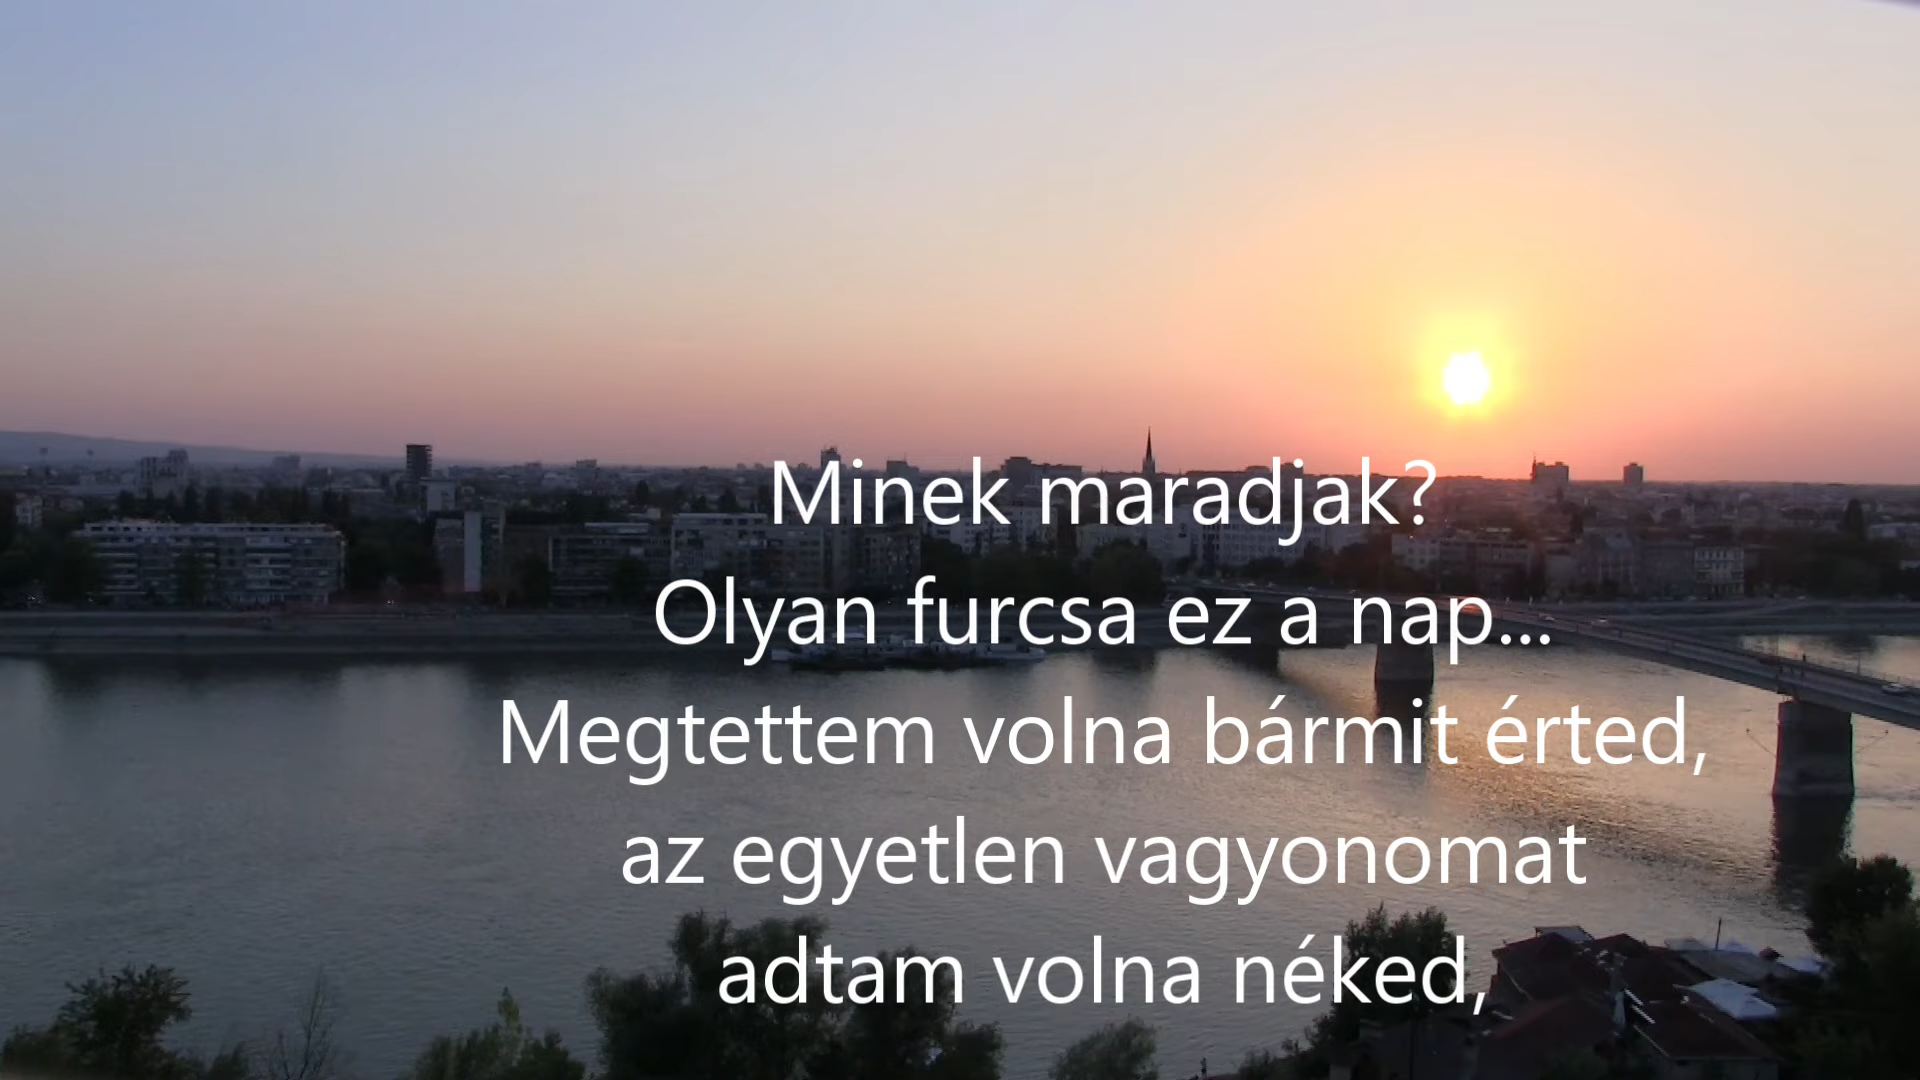 Minek maradjak?
Olyan furcsa ez a nap...
Megtettem volna bármit érted,
az egyetlen vagyonomat
adtam volna néked,